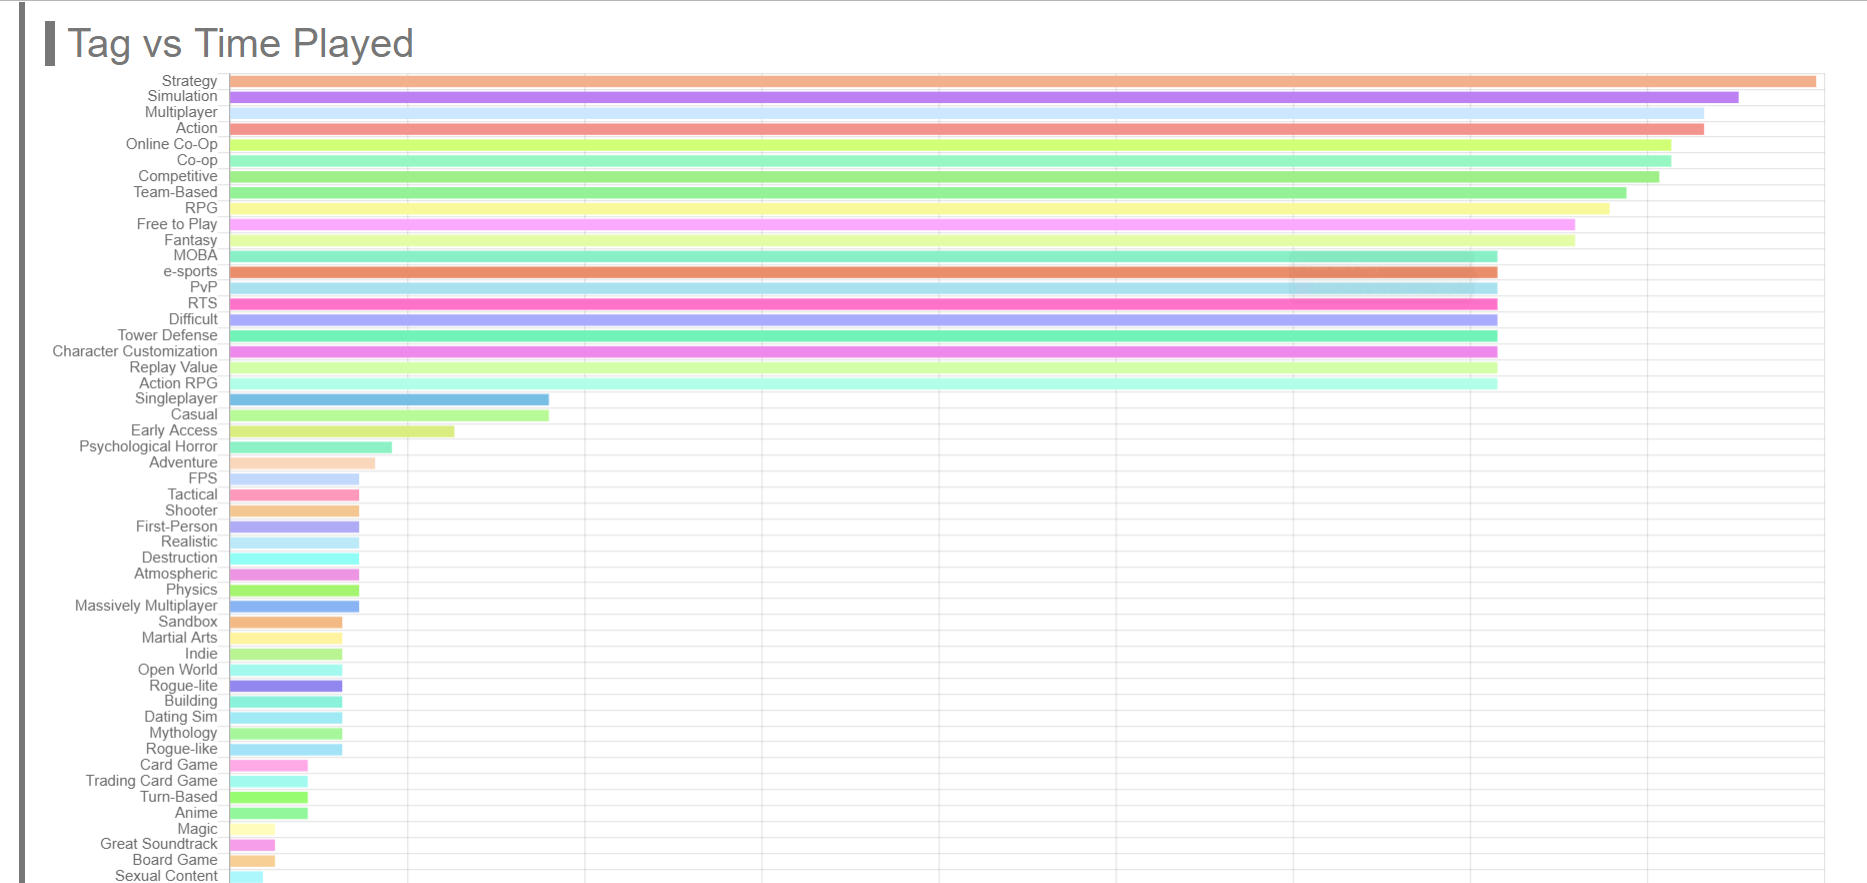 Tag vs Time Played
Strategy
Simulation
Multiplayer
Action
Online Co-Op
Co-op
Competitive
Team-Based
RPG
Free to Play
Fantasy
MOBA
e-sports
PvP
RTS
Difficult
Tower Defense
Character Customization
Replay Value
Action RPG
Singleplayer
Casual
Early Access
Psychological Horror
Adventure
FPS
Tactical
Shooter
First-Person
Realistic
Destruction
Atmospheric
Physics
Massively Multiplayer
Sandbox
Martial Arts
Indie
Open World
Rogue-lite
Building
Dating Sim
Mythology
Rogue-like
Card Game
Trading Card Game
Turn-Based
Anime
Magic
Great Soundtrack
Board Game
Sexual Content